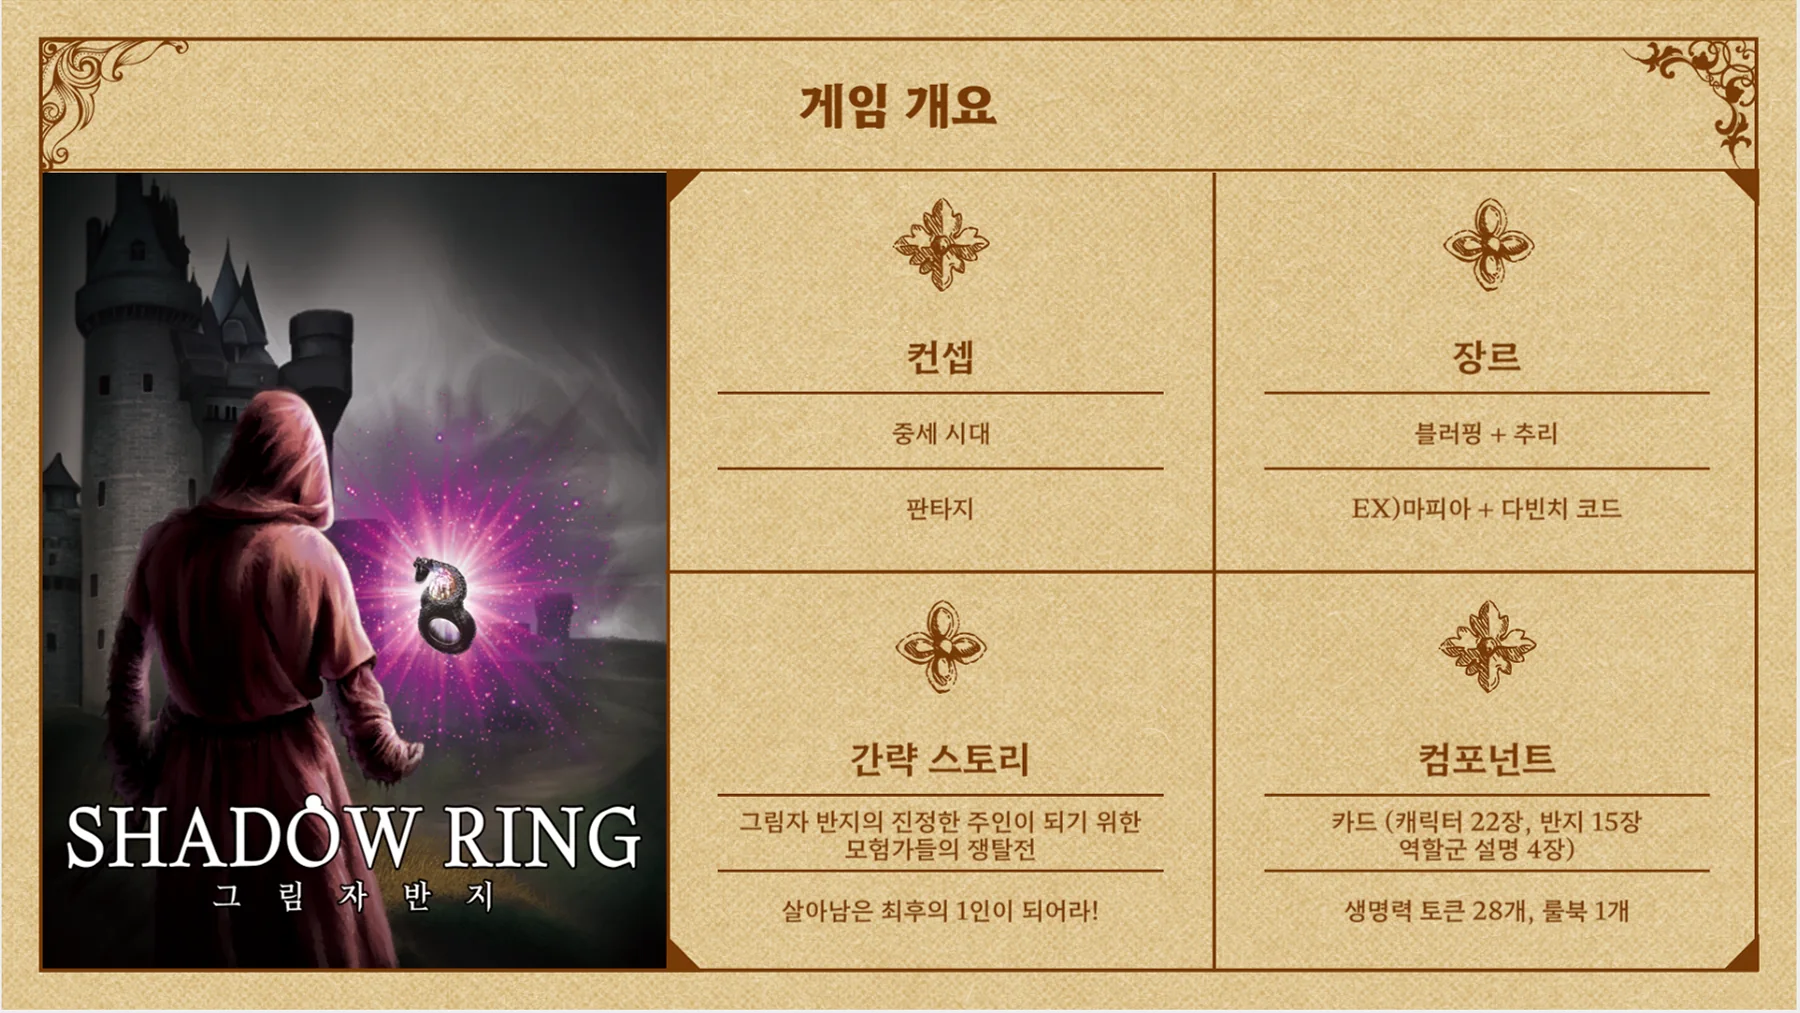 게임 개요
SHADOW RING
그림자반지
컨셉
중세 시대
판타지
장르
블러핑 + 추리
EX)마피아 + 다빈치 코드
간략 스토리
그림자 반지의 진정한 주인이 되기 위한
모험가들의 쟁탈전
살아남은 최후의 1인이 되어라!
컴포넌트
카드 (캐릭터 22장, 반지 15장
역할군 설명 4장)
생명력 토큰 28개, 룰북 1개